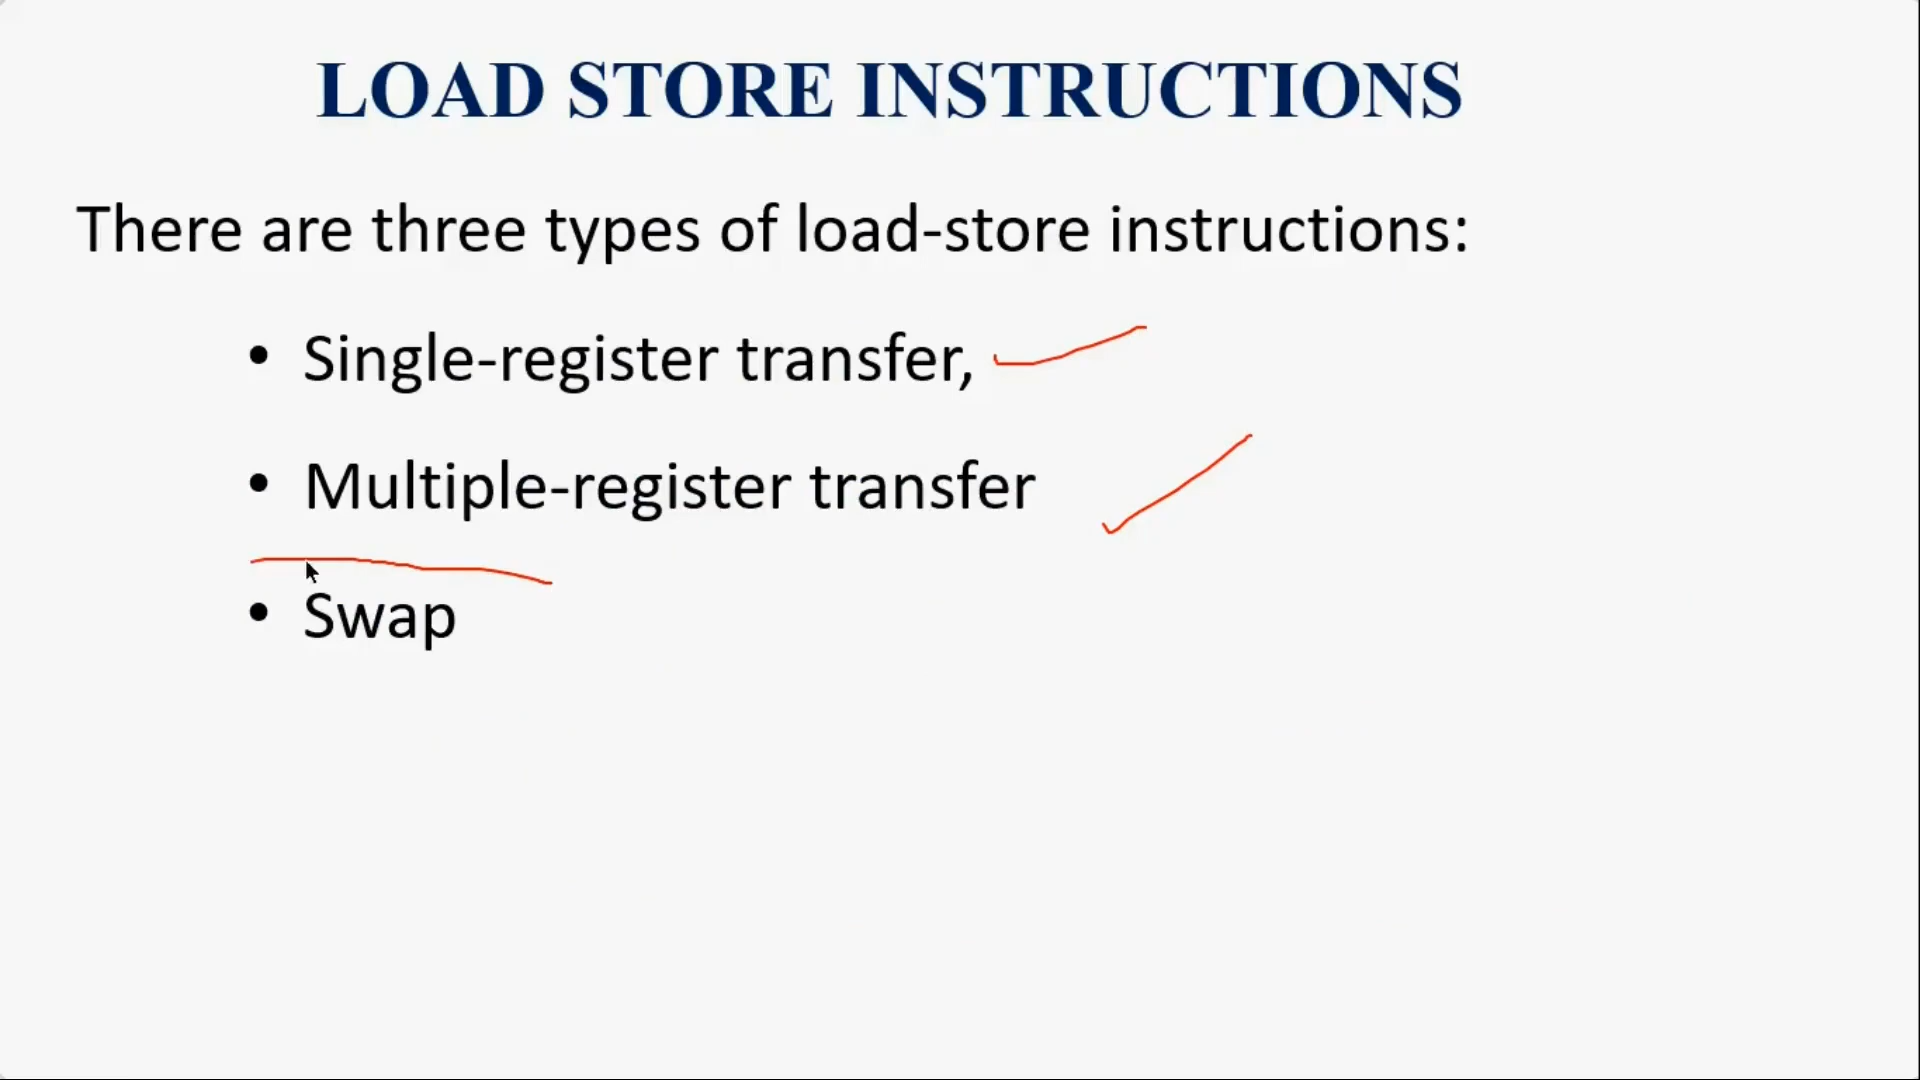 LOAD STORE INSTRUCTIONS
There are three types of load-store instructions:
• Single-register transfer,
• Multiple-register transfer
• Swap